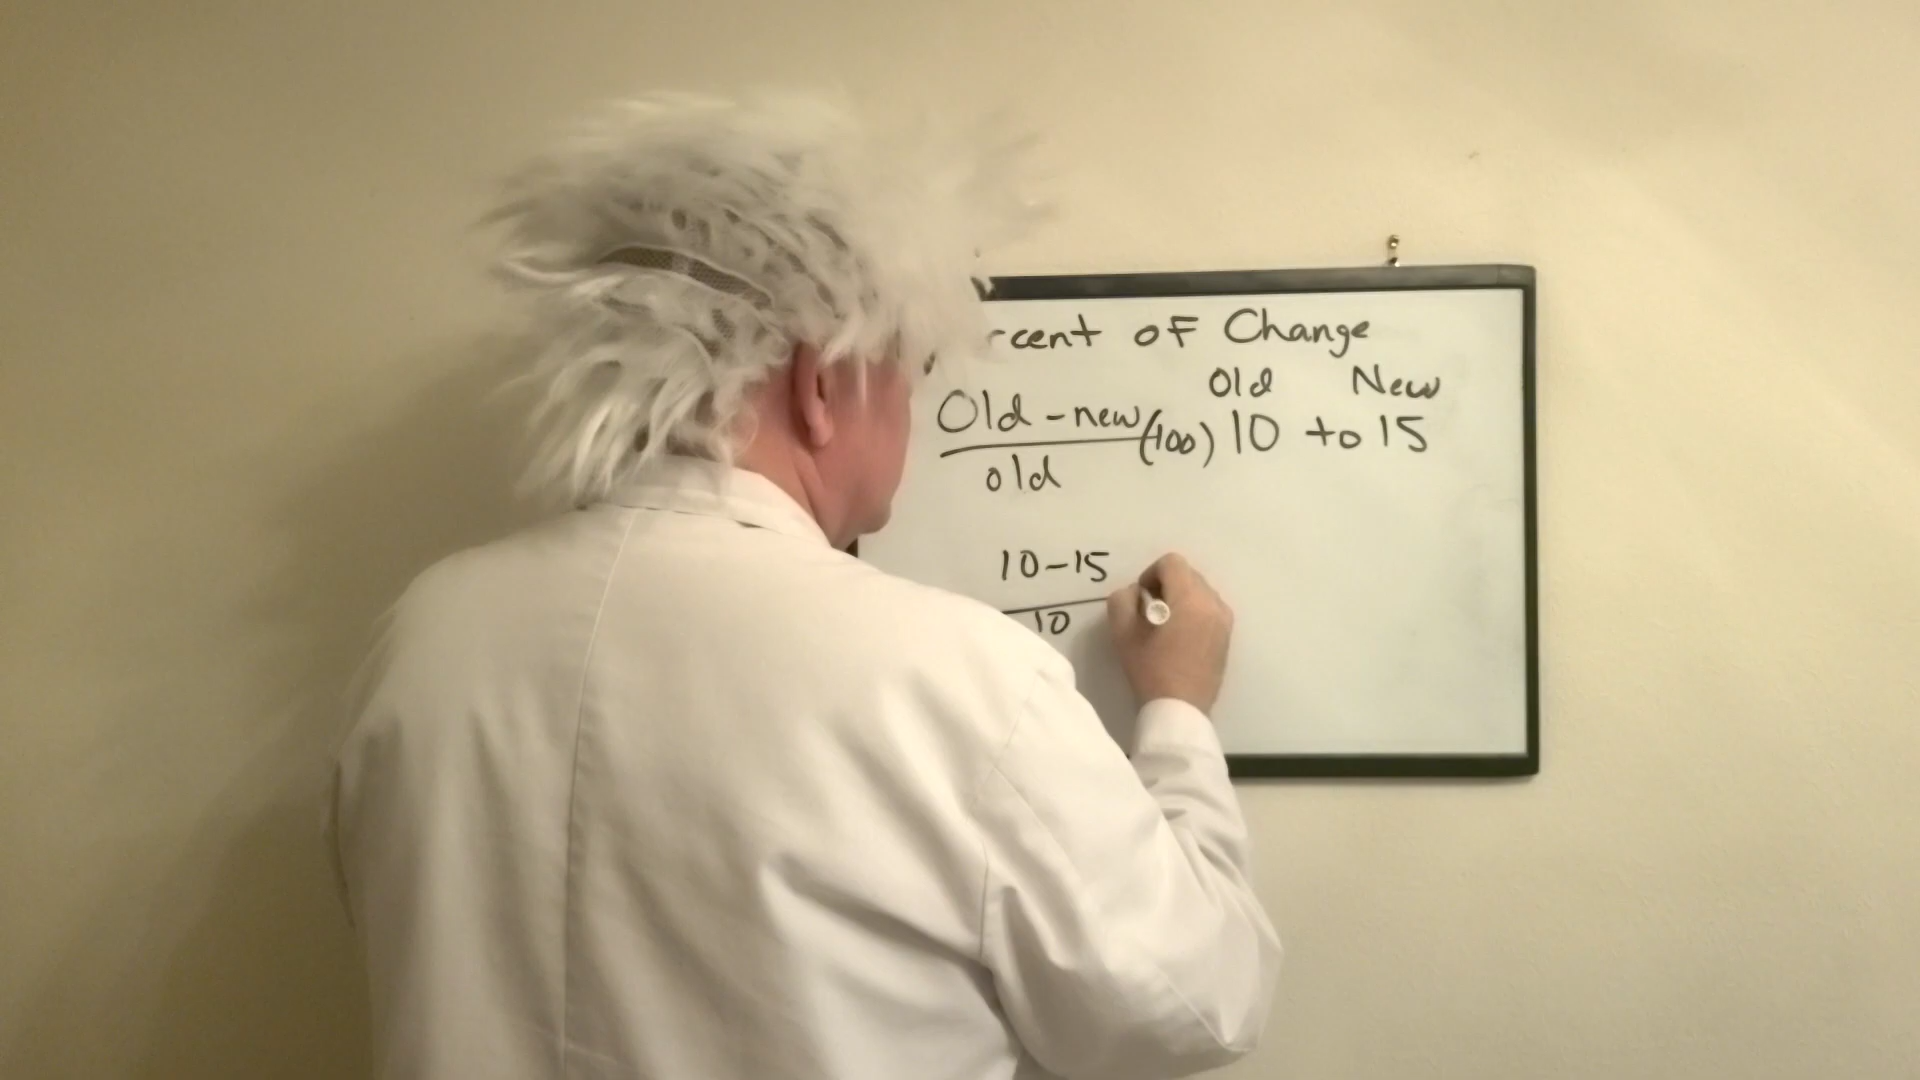 rcent of Change
Old New
Old - new (100) 10 to 15
old
10-15
10